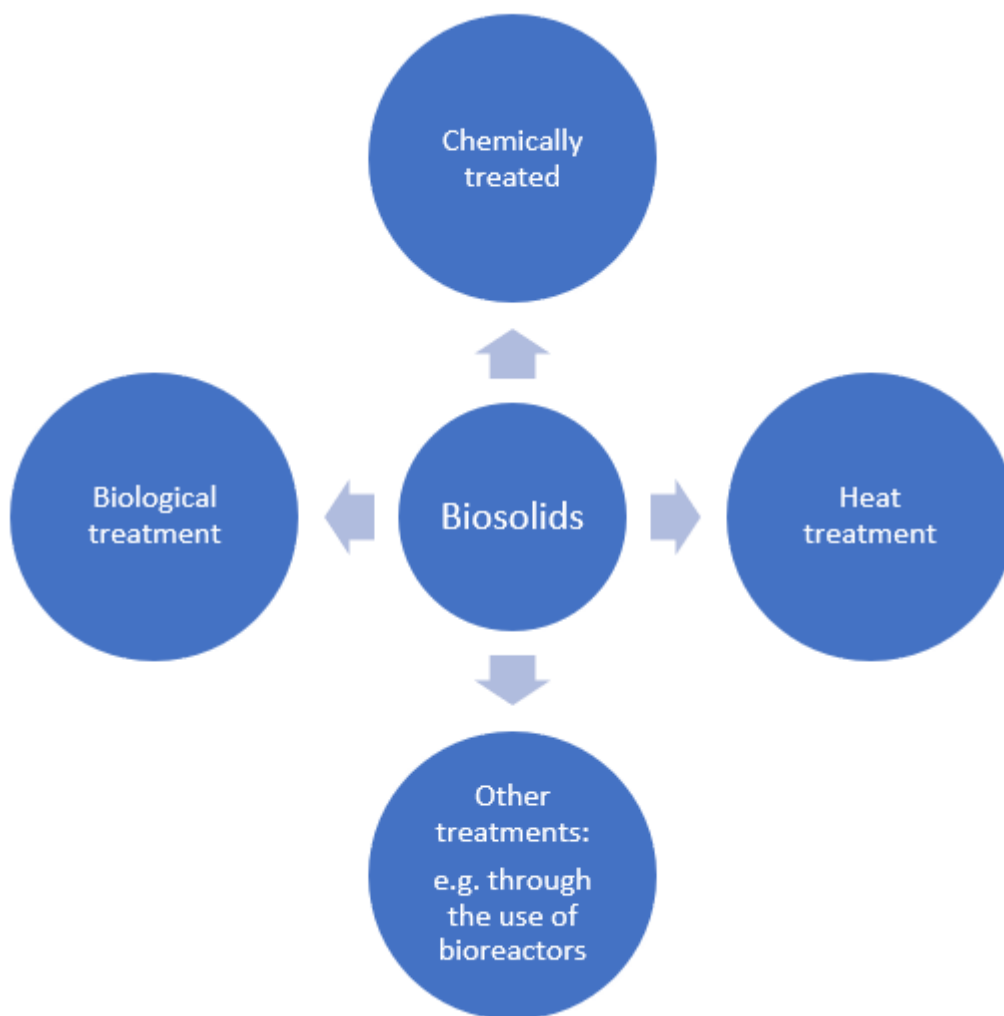 Chemically
treated
Biological
treatment
Biosolids
Heat
treatment
Other
treatments:
e.g. through
the use of
bioreactors